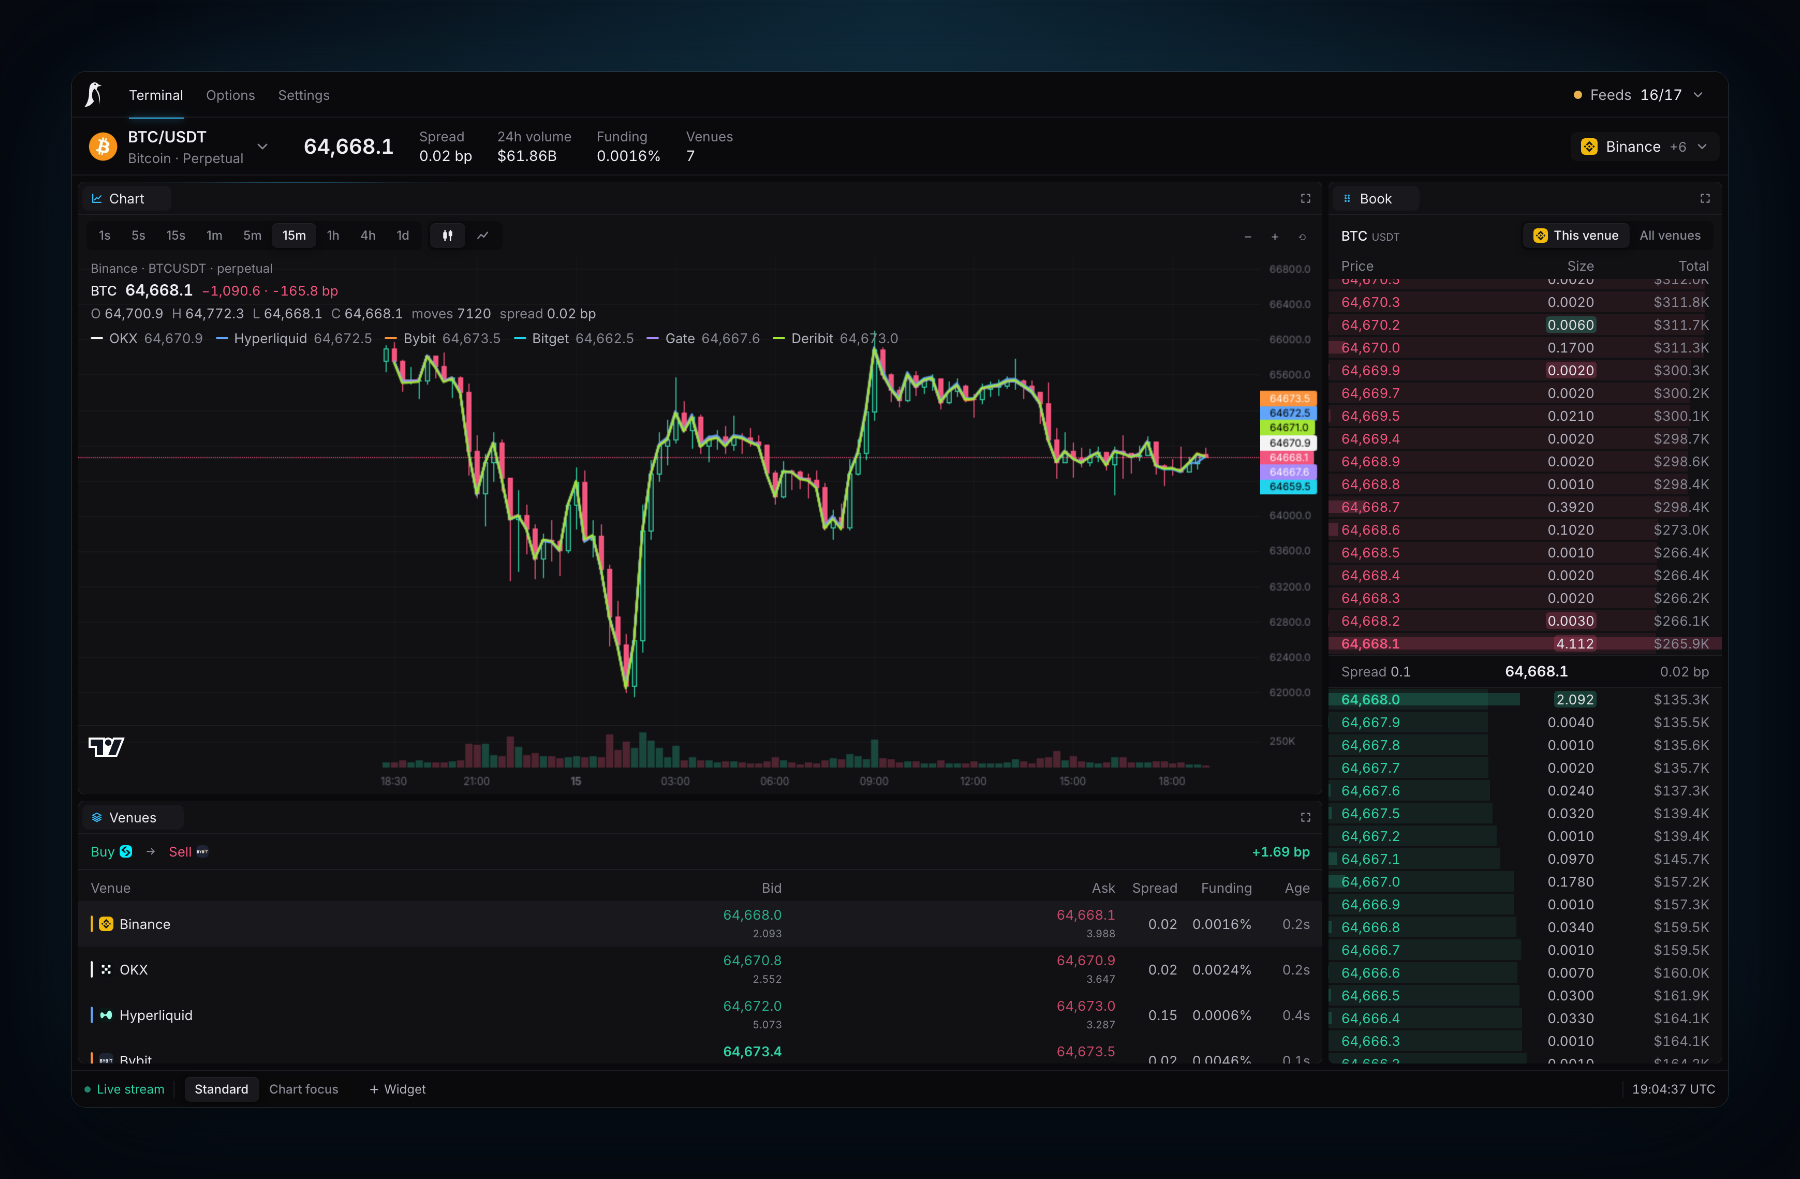 Terminal Options Settings
Feeds 16/17
BTC/USDT
Bitcoin · Perpetual
64,668.1
Spread
0.02 bp
24h volume
$61.86B
Funding
0.0016%
Venues
7
Binance +6
Chart
1s 5s 15s 1m 5m 15m 1h 4h 1d
Binance · BTCUSDT · perpetual
BTC 64,668.1 −1,090.6 · -165.8 bp
O 64,700.9 H 64,772.3 L 64,668.1 C 64,668.1 moves 7120 spread 0.02 bp
OKX 64,670.9 Hyperliquid 64,672.5 Bybit 64,673.5 Bitget 64,662.5 Gate 64,667.6 Deribit 64,673.0
66800.0
66400.0
66000.0
65600.0
64673.5
64672.5
64671.0
64670.9
64668.1
64667.6
64659.5
64000.0
63600.0
63200.0
62800.0
62400.0
62000.0
250K
18:30 21:00 15 03:00 06:00 09:00 12:00 15:00 18:00
Venues
Buy → Sell
+1.69 bp
Venue Bid Ask Spread Funding Age
Binance 64,668.0 64,668.1 0.02 0.0016% 0.2s
2.093 3.988
OKX 64,670.8 64,670.9 0.02 0.0024% 0.2s
2.552 3.647
Hyperliquid 64,672.0 64,673.0 0.15 0.0006% 0.4s
5.073 3.287
Bybit 64,673.4 64,673.5 0.02 0.0046% 0.1s
Book
BTC USDT
This venue All venues
Price Size Total
64,670.5 0.0020 $312.0K
64,670.3 0.0020 $311.8K
64,670.2 0.0060 $311.7K
64,670.0 0.1700 $311.3K
64,669.9 0.0020 $300.3K
64,669.7 0.0020 $300.2K
64,669.5 0.0210 $300.1K
64,669.4 0.0020 $298.7K
64,668.9 0.0020 $298.6K
64,668.8 0.0010 $298.4K
64,668.7 0.3920 $298.4K
64,668.6 0.1020 $273.0K
64,668.5 0.0010 $266.4K
64,668.4 0.0020 $266.4K
64,668.3 0.0020 $266.2K
64,668.2 0.0030 $266.1K
64,668.1 4.112 $265.9K
Spread 0.1 64,668.1 0.02 bp
64,668.0 2.092 $135.3K
64,667.9 0.0040 $135.5K
64,667.8 0.0010 $135.6K
64,667.7 0.0020 $135.7K
64,667.6 0.0240 $137.3K
64,667.5 0.0320 $139.4K
64,667.2 0.0010 $139.4K
64,667.1 0.0970 $145.7K
64,667.0 0.1780 $157.2K
64,666.9 0.0010 $157.3K
64,666.8 0.0340 $159.5K
64,666.7 0.0010 $159.5K
64,666.6 0.0070 $160.0K
64,666.5 0.0300 $161.9K
64,666.4 0.0330 $164.1K
64,666.3 0.0010 $164.1K
Live stream Standard Chart focus + Widget
19:04:37 UTC